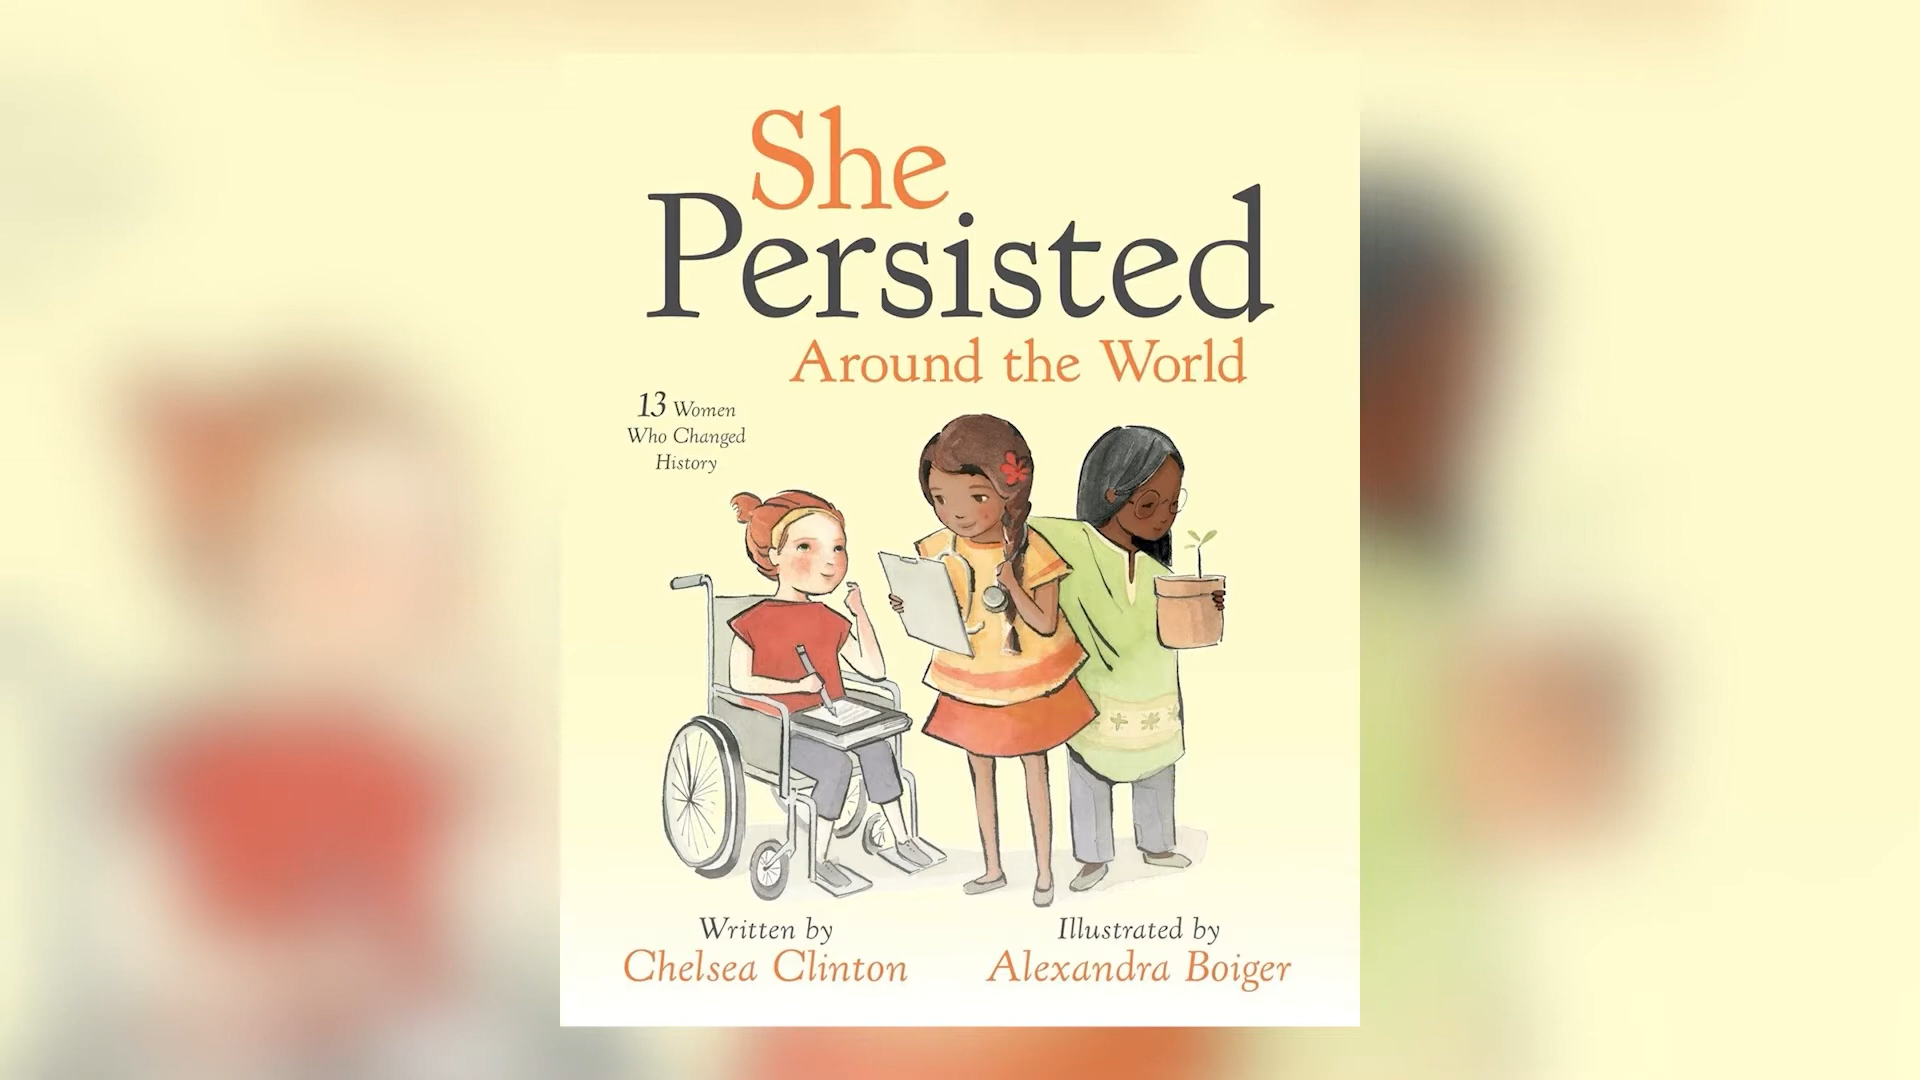 She
Persisted
Around the World
13 Women
Who Changed
History
Written by
Chelsea Clinton
Illustrated by
Alexandra Boiger